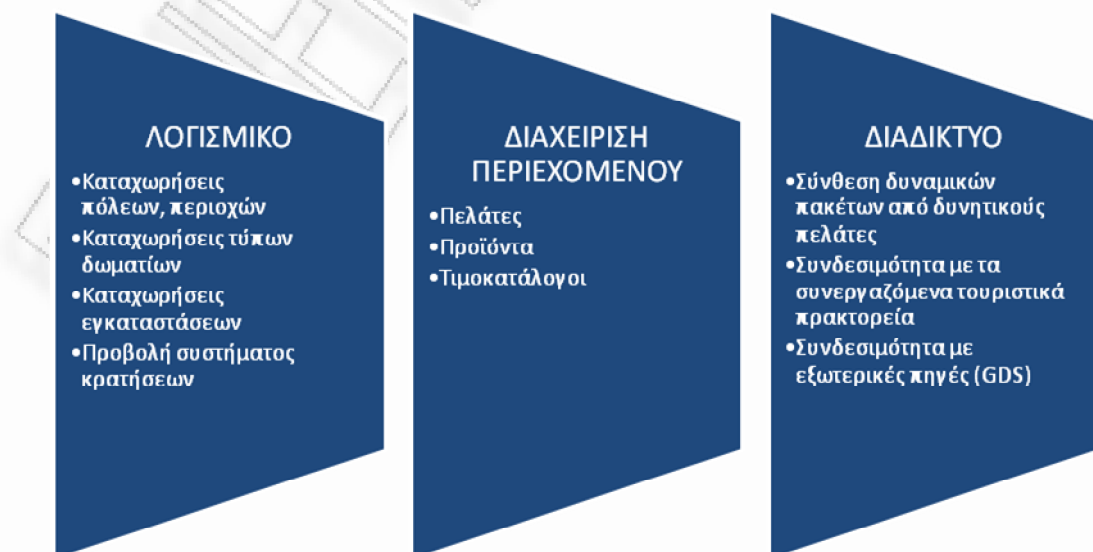 ΛΟΓΙΣΜΙΚΟ
•Καταχωρήσεις
πόλεων, περιοχών
•Καταχωρήσεις τύπων
δωματίων
•Καταχωρήσεις
εγκαταστάσεων
•Προβολή συστήματος
κρατήσεων
ΔΙΑΧΕΙΡΙΣΗ
ΠΕΡΙΕΧΟΜΕΝΟΥ
•Πελάτες
•Προϊόντα
•Τιμοκατάλογοι
ΔΙΑΔΙΚΤΥΟ
•Σύνθεση δυναμικών
πακέτων από δυνητικούς
πελάτες
•Συνδεσιμότητα με τα
συνεργαζόμενα τουριστικά
πρακτορεία
•Συνδεσιμότητα με
εξωτερικές πηγές (GDS)